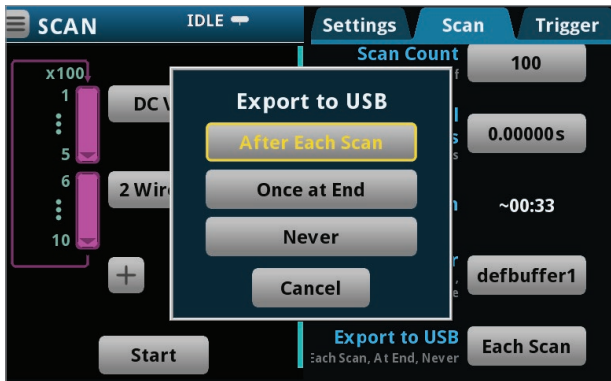 SCAN
IDLE
Settings
Scan
Trigger
x100
1
5
6
10
DC V
2 Wir
+
Start
Export to USB
After Each Scan
Once at End
Never
Cancel
Scan Count
100
0.00000 s
~00:33
defbuffer1
Export to USB
Each Scan, At End, Never
Each Scan